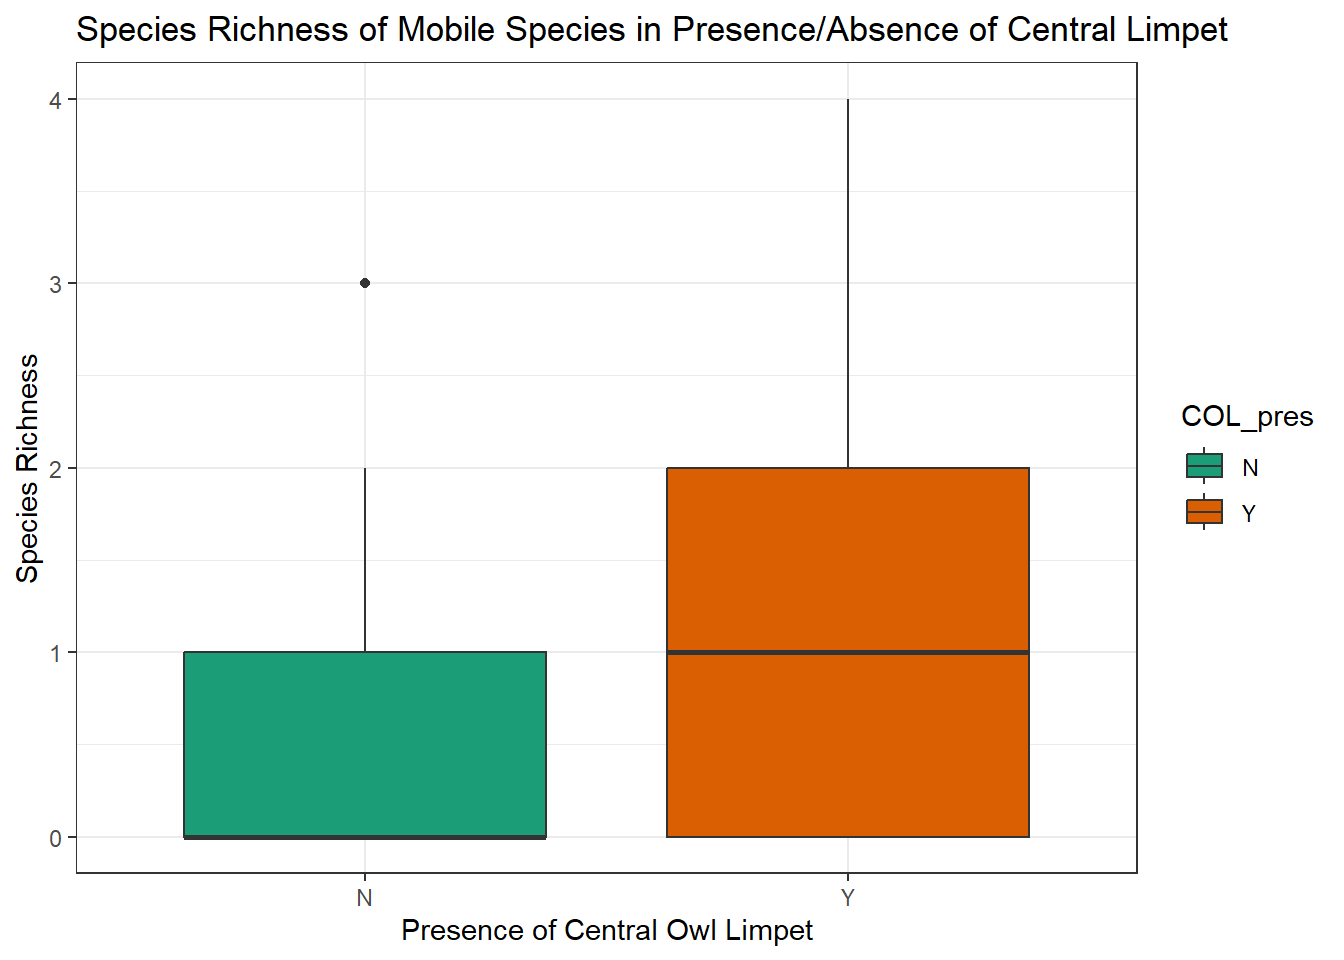 Species Richness of Mobile Species in Presence/Absence of Central Limpet
Species Richness
4
3
2
1
0
N
Y
Presence of Central Owl Limpet
COL_pres
N
Y